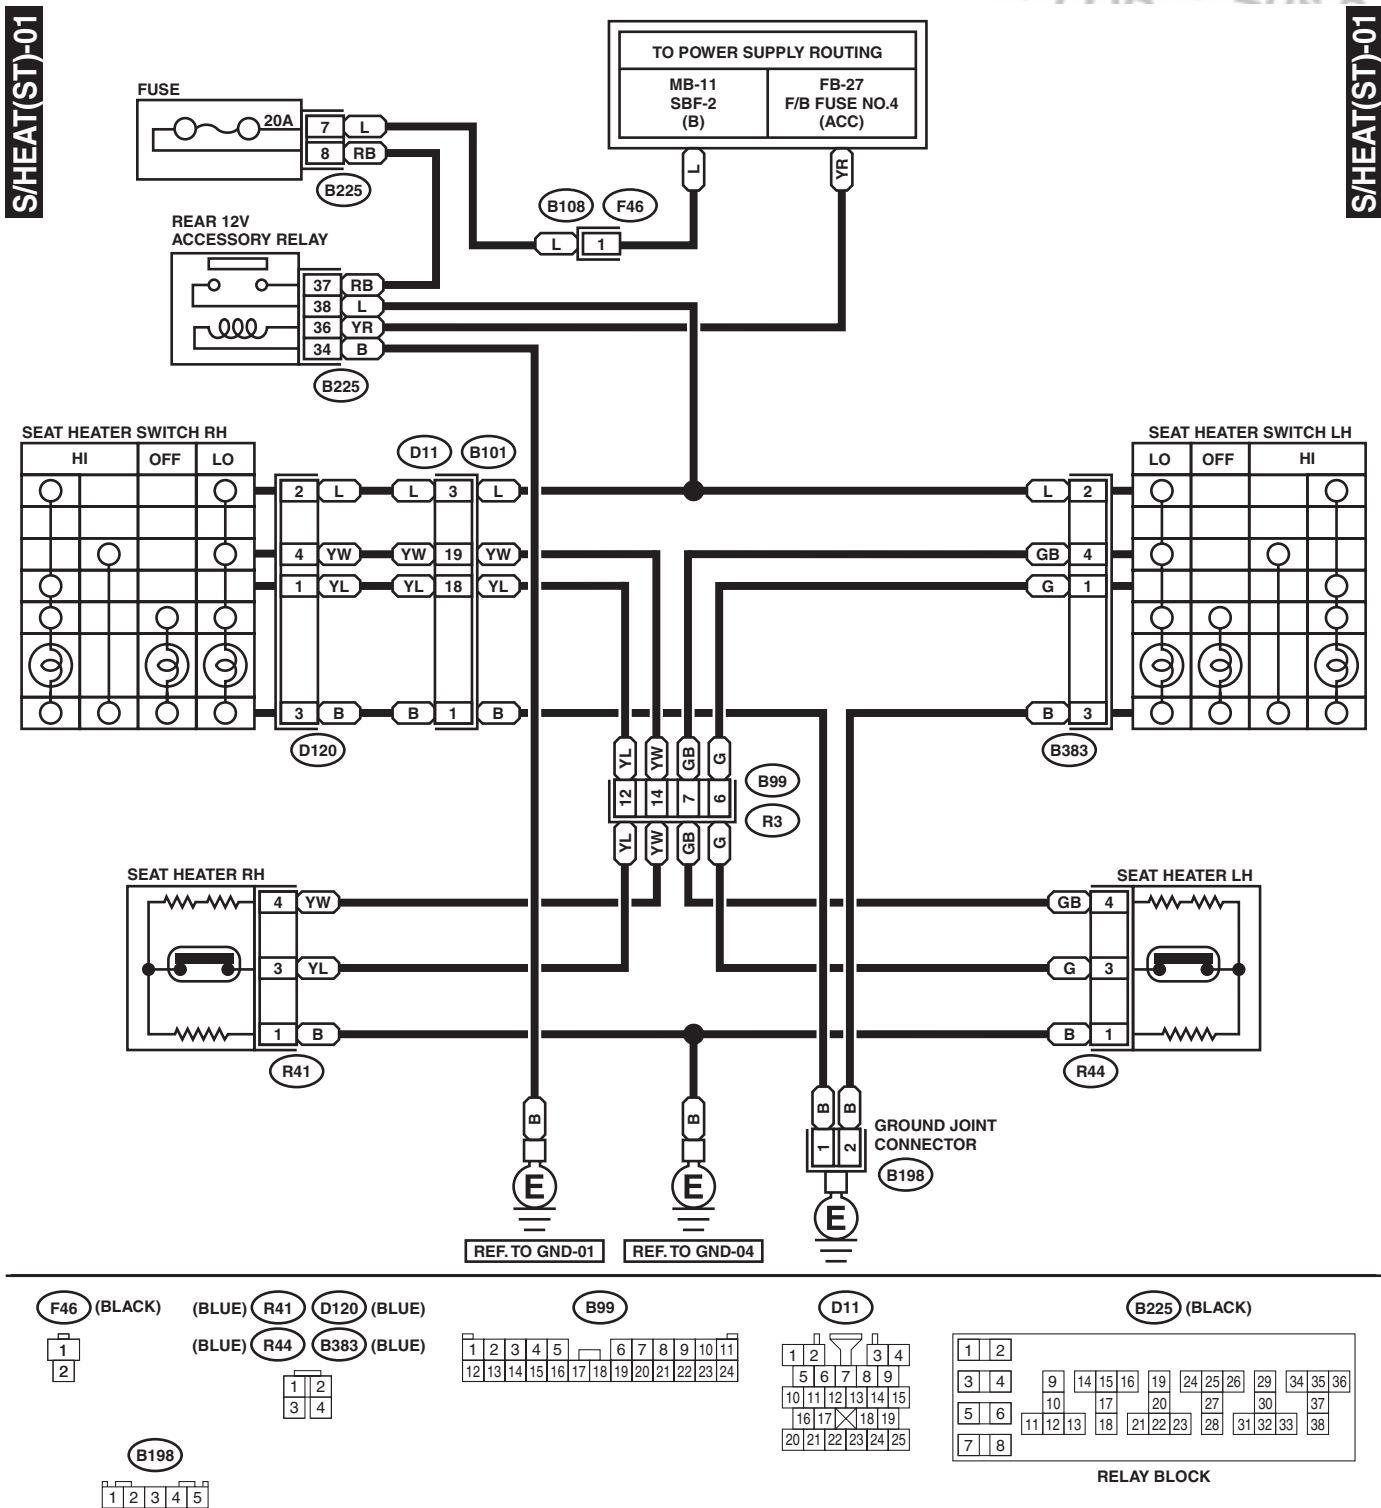 S/HEAT(ST)-01
S/HEAT(ST)-01
TO POWER SUPPLY ROUTING
MB-11
SBF-2
(B)
FB-27
F/B FUSE NO.4
(ACC)
FUSE
20A
7 L
8 RB
B225
L
YR
B108 F46
L 1
REAR 12V
ACCESSORY RELAY
37 RB
38 L
36 YR
34 B
B225
SEAT HEATER SWITCH RH
HI OFF LO
D11 B101
SEAT HEATER SWITCH LH
LO OFF HI
2 L L 3 L L 2
4 YW YW 19 YW GB 4
1 YL YL 18 YL G 1
3 B B 1 B B 3
D120
B383
YL YW GB G
12 14 7 6
B99
R3
YL YW GB G
SEAT HEATER RH
SEAT HEATER LH
4 YW GB 4
3 YL G 3
1 B B 1
R41
R44
B
B
B B
1 2
GROUND JOINT
CONNECTOR
B198
E
E
E
REF. TO GND-01
REF. TO GND-04
F46 (BLACK)
1
2
(BLUE) R41 D120 (BLUE)
(BLUE) R44 B383 (BLUE)
1 2
3 4
B99
1 2 3 4 5 6 7 8 9 10 11
12 13 14 15 16 17 18 19 20 21 22 23 24
D11
1 2 3 4
5 6 7 8 9
10 11 12 13 14 15
16 17 18 19
20 21 22 23 24 25
B225 (BLACK)
1 2
3 4 9 14 15 16 19 24 25 26 29 34 35 36
10 17 20 27 30 37
5 6 11 12 13 18 21 22 23 28 31 32 33 38
7 8
RELAY BLOCK
B198
1 2 3 4 5